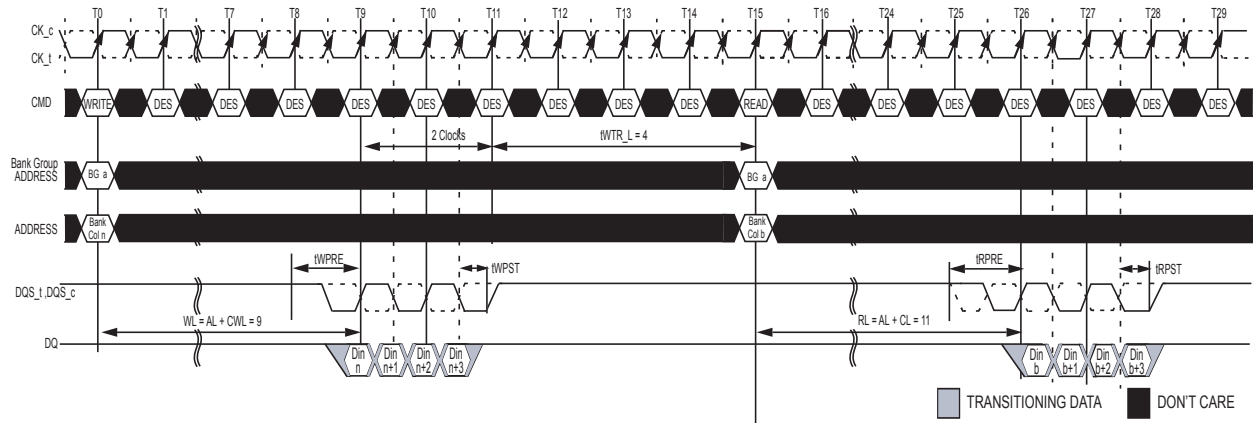 T0 T1 T7 T8 T9 T10 T11 T12 T13 T14 T15 T16 T24 T25 T26 T27 T28 T29
CK_c
CK_t
CMD WRITE DES DES DES DES DES DES DES DES DES READ DES DES DES DES DES DES DES
2 Clocks tWTR_L = 4
Bank Group
ADDRESS BG a BG a
ADDRESS Bank
Col n Bank
Col b
tWPRE tWPST tRPRE tRPST
DQS_t ,DQS_c
WL = AL + CWL = 9 RL = AL + CL = 11
DQ Din
n Din
n+1 Din
n+2 Din
n+3 Din
b Din
b+1 Din
b+2 Din
b+3
TRANSITIONING DATA DON'T CARE